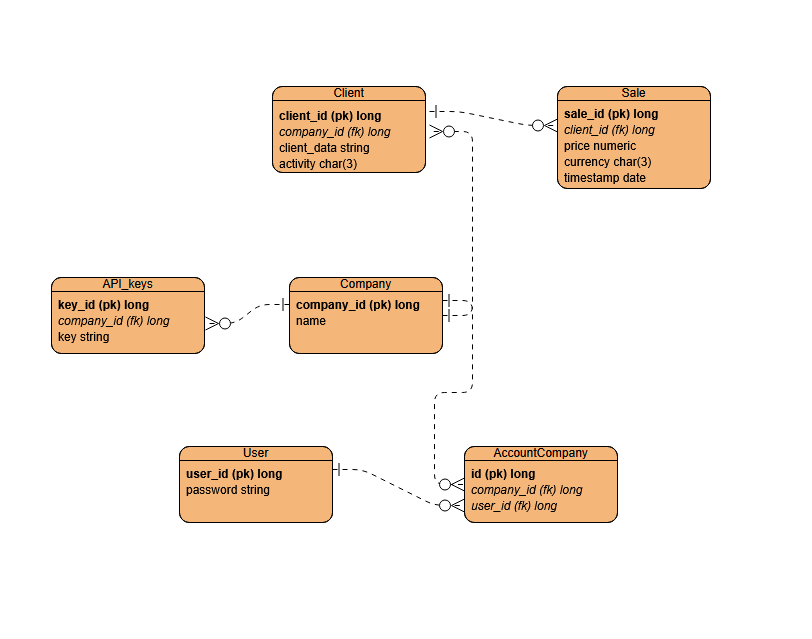 Client
client_id (pk) long
company_id (fk) long
client_data string
activity char(3)
Sale
sale_id (pk) long
client_id (fk) long
price numeric
currency char(3)
timestamp date
API_keys
key_id (pk) long
company_id (fk) long
key string
Company
company_id (pk) long
name
User
user_id (pk) long
password string
AccountCompany
id (pk) long
company_id (fk) long
user_id (fk) long